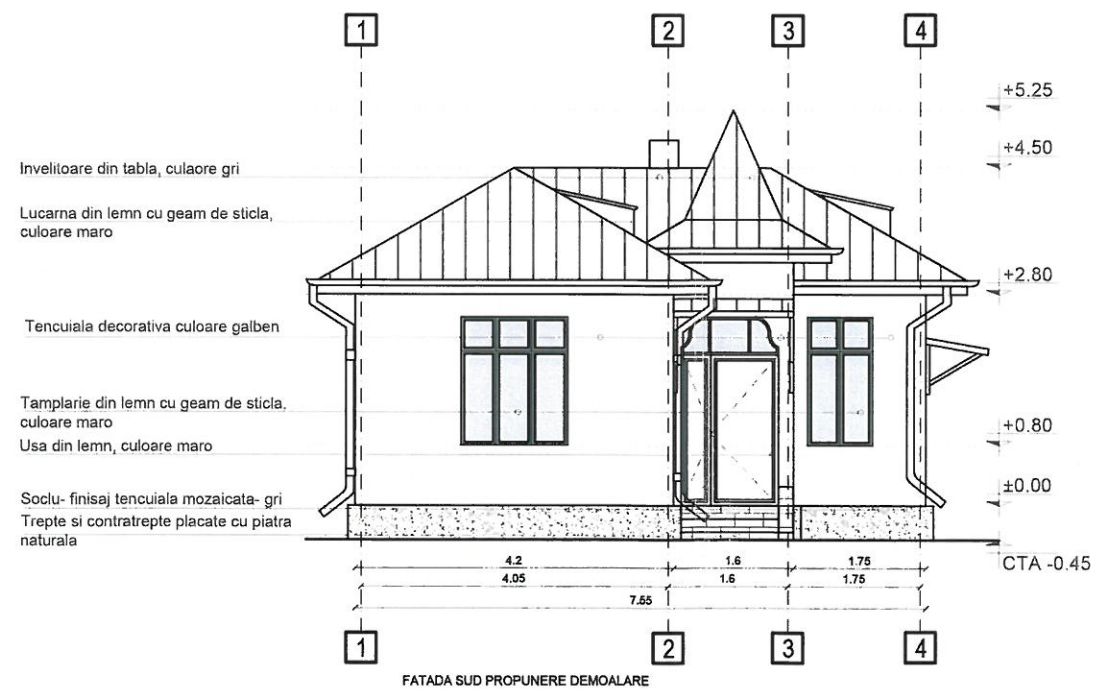 1 2 3 4
+5.25
+4.50
Invelitoare din tabla, culaore gri
Lucarna din lemn cu geam de sticla,
culoare maro
+2.80
Tencuiala decorativa culoare galben
Tamplarie din lemn cu geam de sticla,
culoare maro
+0.80
Usa din lemn, culoare maro
±0.00
Soclu- finisaj tencuiala mozaicata- gri
Trepte si contratrepte placate cu piatra
naturala
CTA -0.45
4.2 1.6 1.75
4.05 1.6 1.75
7.55
1 2 3 4
FATADA SUD PROPUNERE DEMOALARE